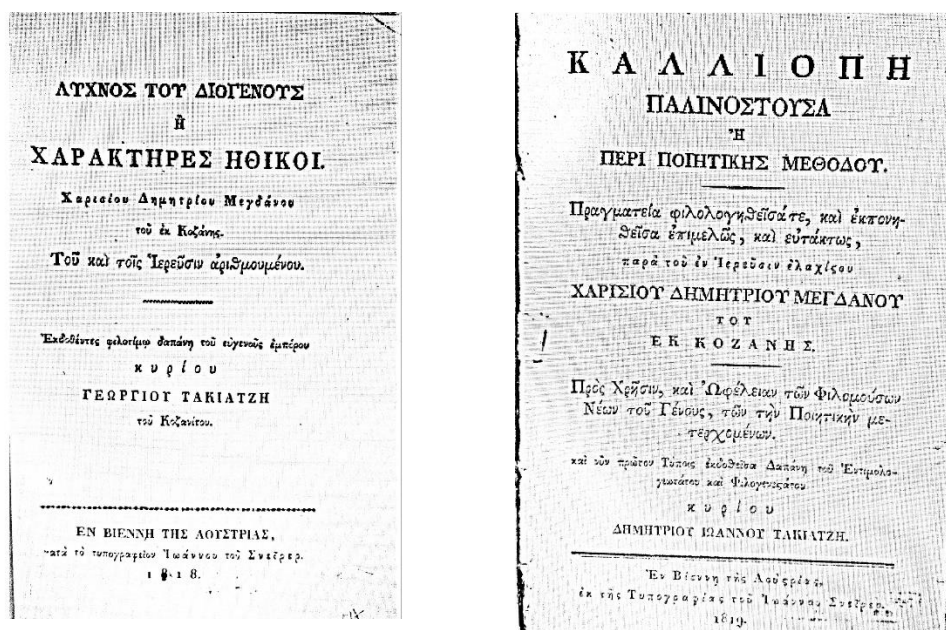 ΛΥΧΝΟΣ ΤΟΥ ΔΙΟΓΕΝΟΥΣ
Ἢ
ΧΑΡΑΚΤΗΡΕΣ ΗΘΙΚΟΙ.
Χαρισίου Δημητρίου Μεγδάνου
τοῦ ἐκ Κοζάνης.
Τοῦ καὶ τοῖς Ἱερεῦσιν ἀριθμουμένου.
Ἐκδοθέντες φιλοτίμῳ δαπάνῃ τοῦ εὐγενοῦς ἐμπόρου
κυρίου
ΓΕΩΡΓΙΟΥ ΤΑΚΙΑΤΖΗ
τοῦ Κοζανίτου.
ΕΝ ΒΙΕΝΝΗ ΤΗΣ ΑΟΥΣΤΡΙΑΣ,
κατὰ τὸ τυπογραφεῖον Ἰωάννου τοῦ Σνεῖρερ.
1818.
ΚΑΛΛΙΟΠΗ
ΠΑΛΙΝΟΣΤΟΥΣΑ
Ἢ
ΠΕΡΙ ΠΟΙΗΤΙΚΗΣ ΜΕΘΟΔΟΥ.
Πραγματεία φιλολογηθεῖσάτε, καὶ ἐκπονη-
θεῖσα ἐπιμελῶς, καὶ εὐτάκτως,
παρὰ τοῦ ἐν Ἱερεῦσιν ἐλαχίϛου
ΧΑΡΙΣΙΟΥ ΔΗΜΗΤΡΙΟΥ ΜΕΓΔΑΝΟΥ
ΤΟΥ
ΕΚ ΚΟΖΑΝΗΣ.
Πρὸς Χρῆσιν, καὶ Ὠφέλειαν τῶν Φιλομούσων
Νέων τοῦ Γένους, τῶν τὴν Ποιητικὴν με-
τερχομένων.
καὶ νῦν πρῶτον Τύποις ἐκδοθεῖσα Δαπάνῃ τοῦ Ἐντιμολο-
γιωτάτου καὶ Φιλογενεϛάτου
κυρίου
ΔΗΜΗΤΡΙΟΥ ΙΩΑΝΝΟΥ ΤΑΚΙΑΤΖΗ.
Ἐν Βιέννῃ τῆς Ἀουϛρίας.
ἐκ τῆς Τυπογραφίας τοῦ Ἰωάννου Σνεῖρερ.
1819.